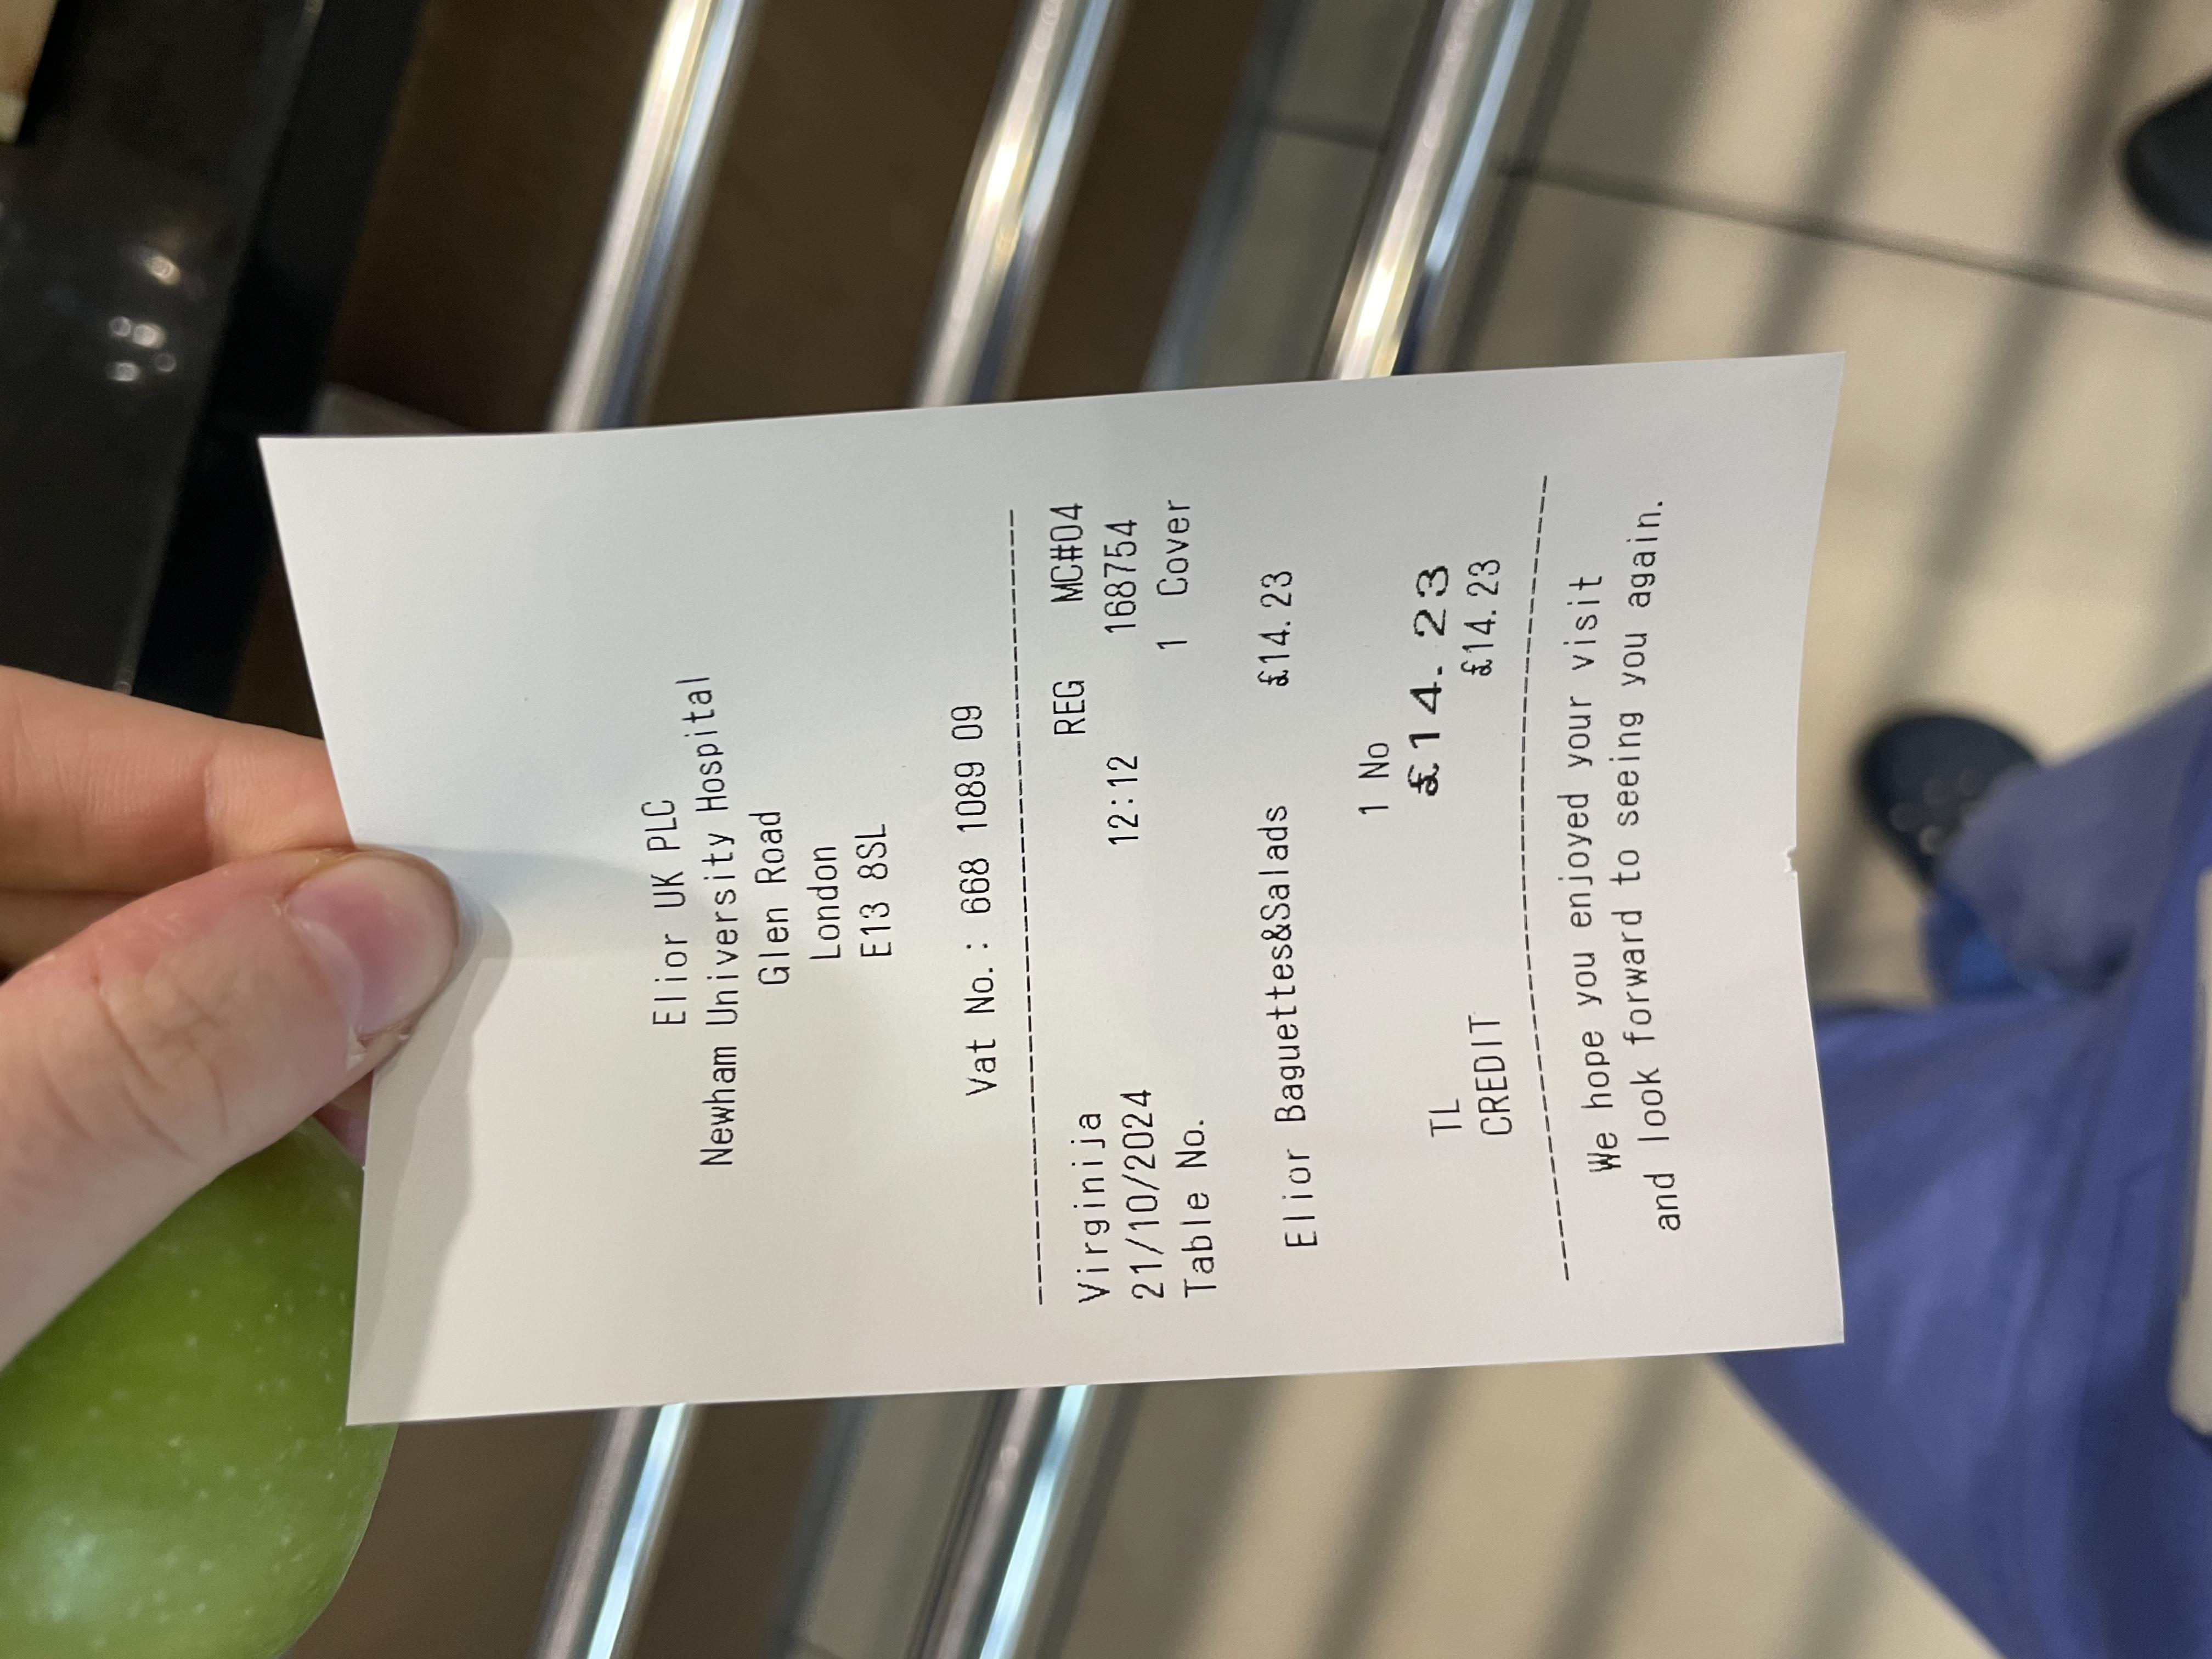 Elior UK PLC
Newham University Hospital
Glen Road
London
E13 8SL
Vat No.: 668 1089 09
Virginija REG MC#04
21/10/2024 12:12 168754
Table No. 1 Cover
Elior Baguettes&Salads £14.23
1 No
TL £14.23
CREDIT £14.23
We hope you enjoyed your visit
and look forward to seeing you again.